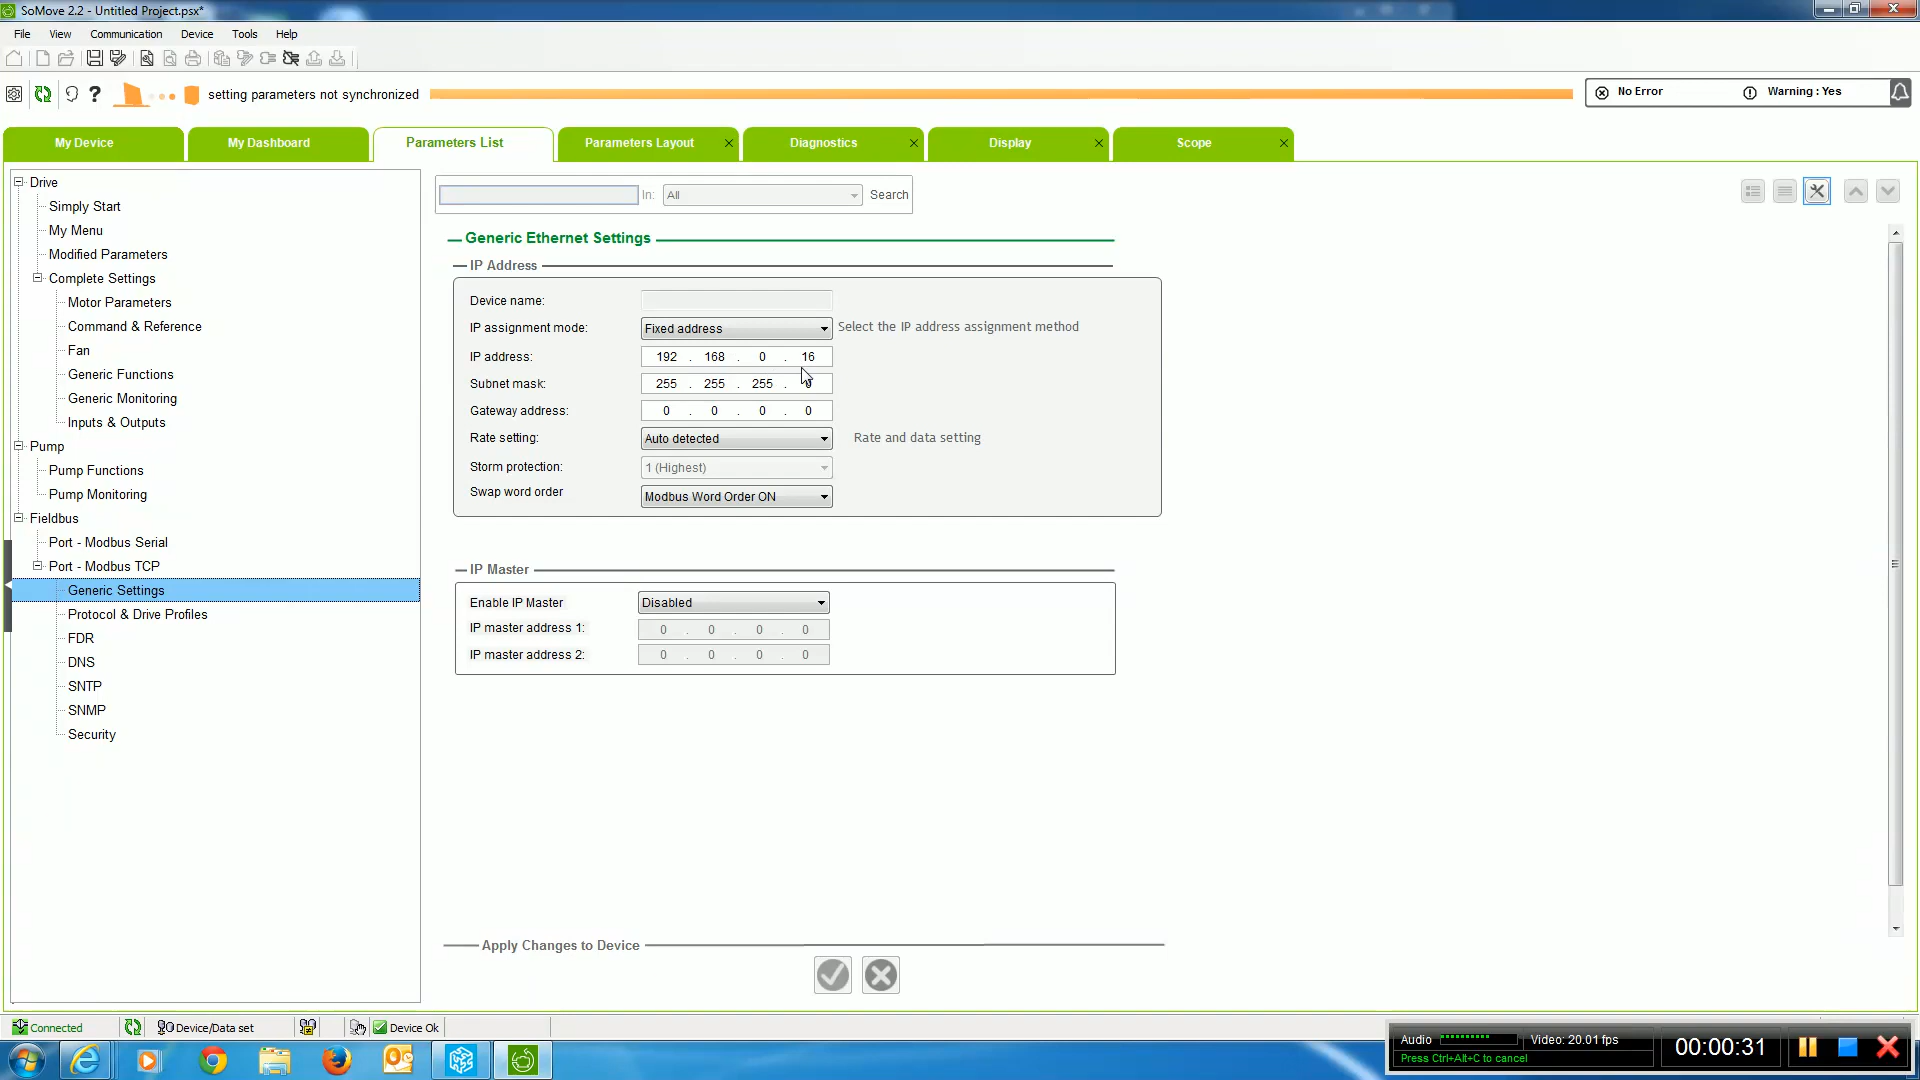 SoMove 2.2 - Untitled Project.psx*
File View Communication Device Tools Help
setting parameters not synchronized
No Error Warning : Yes
My Device My Dashboard Parameters List Parameters Layout Diagnostics Display Scope
Drive
Simply Start
My Menu
Modified Parameters
Complete Settings
Motor Parameters
Command & Reference
Fan
Generic Functions
Generic Monitoring
Inputs & Outputs
Pump
Pump Functions
Pump Monitoring
Fieldbus
Port - Modbus Serial
Port - Modbus TCP
Generic Settings
Protocol & Drive Profiles
FDR
DNS
SNTP
SNMP
Security
In: All Search
Generic Ethernet Settings
IP Address
Device name:
IP assignment mode: Fixed address Select the IP address assignment method
IP address: 192 . 168 . 0 . 16
Subnet mask: 255 . 255 . 255 . 0
Gateway address: 0 . 0 . 0 . 0
Rate setting: Auto detected Rate and data setting
Storm protection: 1 (Highest)
Swap word order Modbus Word Order ON
IP Master
Enable IP Master Disabled
IP master address 1: 0 . 0 . 0 . 0
IP master address 2: 0 . 0 . 0 . 0
Apply Changes to Device
Connected Device/Data set Device Ok
Audio Video: 20.01 fps
Press Ctrl+Alt+C to cancel
00:00:31